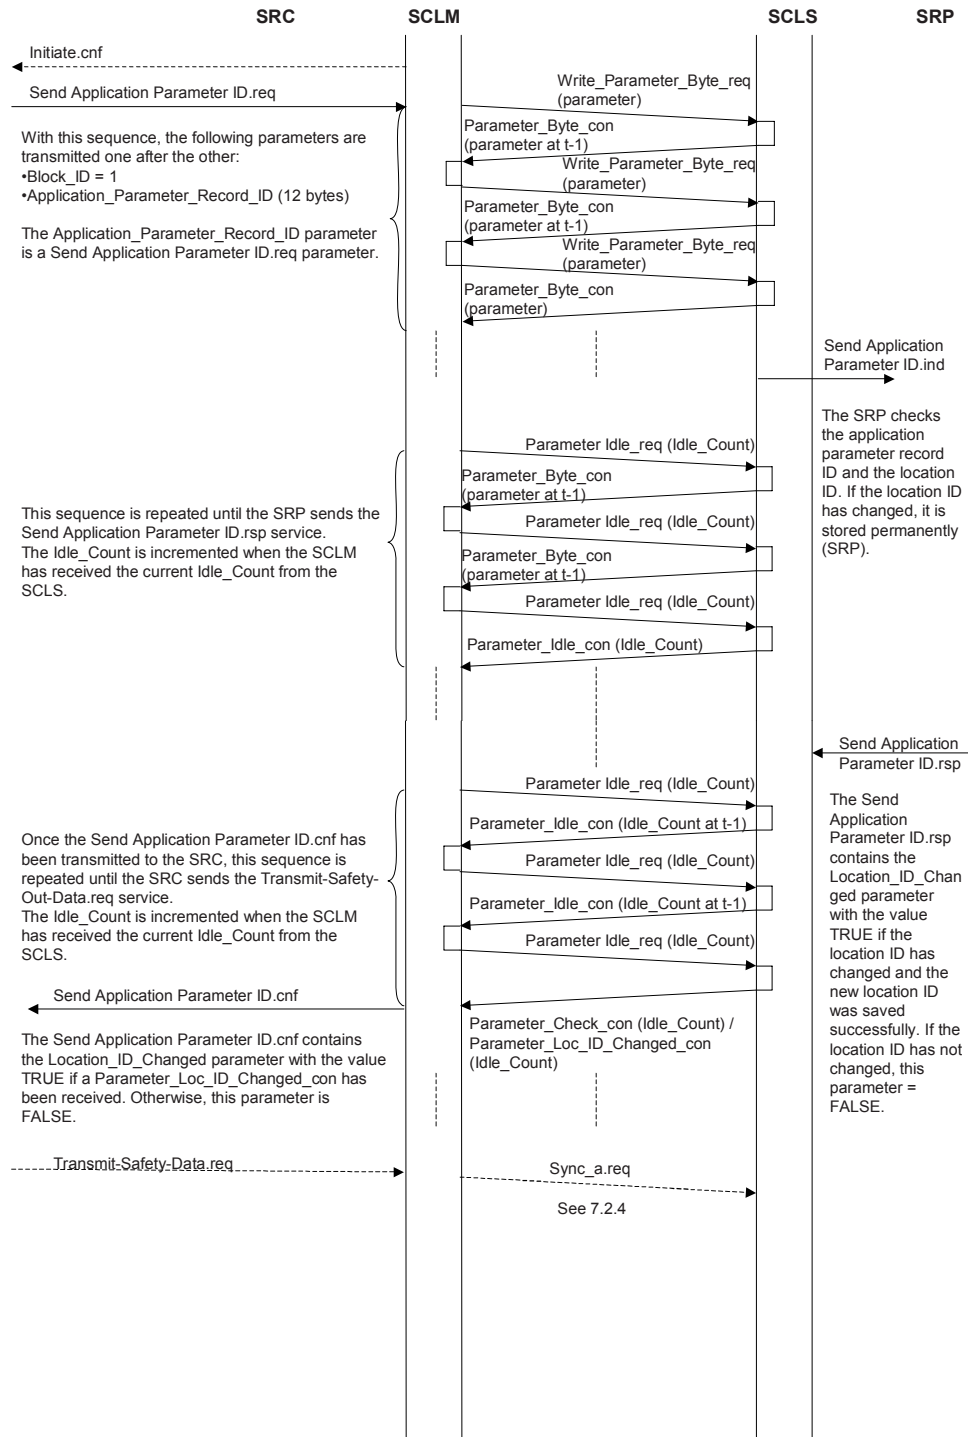 SRC SCLM SCLS SRP
Initiate.cnf
Send Application Parameter ID.req
Write_Parameter_Byte_req
(parameter)
With this sequence, the following parameters are
transmitted one after the other:
•Block_ID = 1
•Application_Parameter_Record_ID (12 bytes)
The Application_Parameter_Record_ID parameter
is a Send Application Parameter ID.req parameter.
Parameter_Byte_con
(parameter at t-1)
Write_Parameter_Byte_req
(parameter)
Parameter_Byte_con
(parameter at t-1)
Write_Parameter_Byte_req
(parameter)
Parameter_Byte_con
(parameter)
Send Application
Parameter ID.ind
The SRP checks
the application
parameter record
ID and the location
ID. If the location ID
has changed, it is
stored permanently
(SRP).
Parameter Idle_req (Idle_Count)
Parameter_Byte_con
(parameter at t-1)
Parameter Idle_req (Idle_Count)
Parameter_Byte_con
(parameter at t-1)
Parameter Idle_req (Idle_Count)
Parameter_Idle_con (Idle_Count)
This sequence is repeated until the SRP sends the
Send Application Parameter ID.rsp service.
The Idle_Count is incremented when the SCLM
has received the current Idle_Count from the
SCLS.
Send Application
Parameter ID.rsp
Parameter Idle_req (Idle_Count)
Parameter_Idle_con (Idle_Count at t-1)
Parameter Idle_req (Idle_Count)
Parameter_Idle_con (Idle_Count at t-1)
Parameter Idle_req (Idle_Count)
Once the Send Application Parameter ID.cnf has
been transmitted to the SRC, this sequence is
repeated until the SRC sends the Transmit-Safety-
Out-Data.req service.
The Idle_Count is incremented when the SCLM
has received the current Idle_Count from the
SCLS.
The Send
Application
Parameter ID.rsp
contains the
Location_ID_Chan
ged parameter
with the value
TRUE if the
location ID has
changed and the
new location ID
was saved
successfully. If the
location ID has not
changed, this
parameter =
FALSE.
Send Application Parameter ID.cnf
Parameter_Check_con (Idle_Count) /
Parameter_Loc_ID_Changed_con
(Idle_Count)
The Send Application Parameter ID.cnf contains
the Location_ID_Changed parameter with the value
TRUE if a Parameter_Loc_ID_Changed_con has
been received. Otherwise, this parameter is
FALSE.
Transmit-Safety-Data.req
Sync_a.req
See 7.2.4